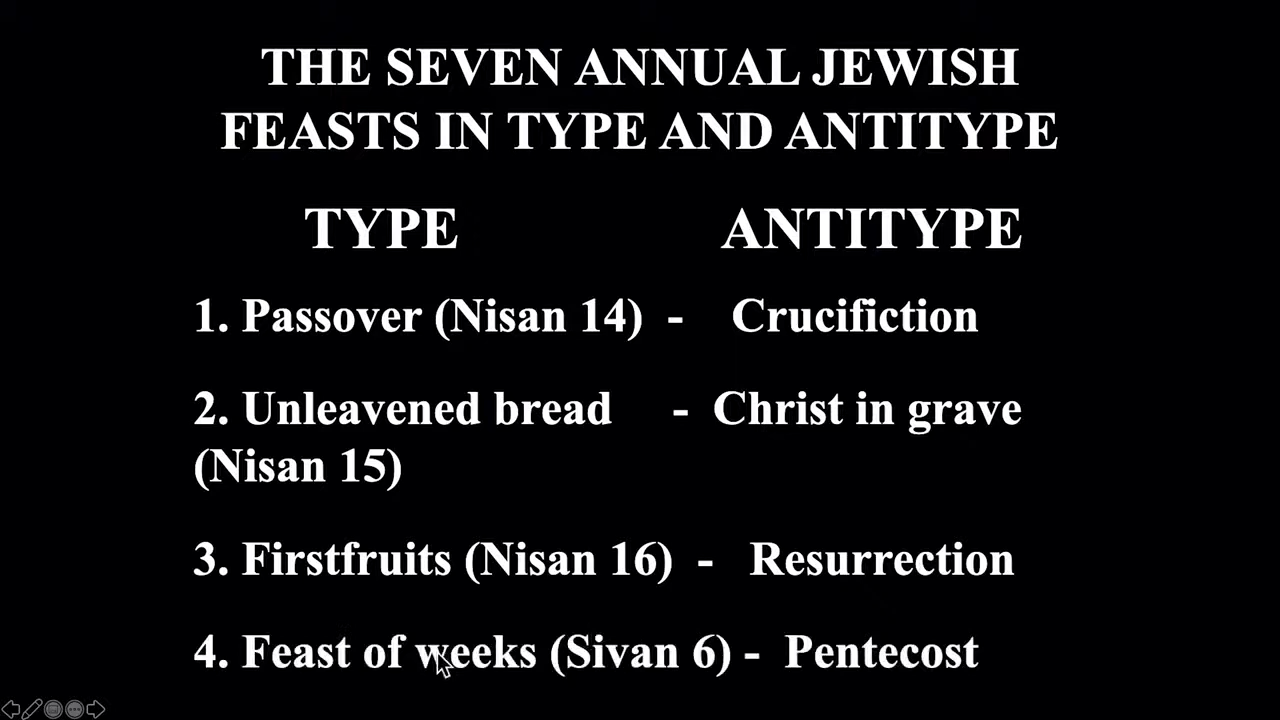 THE SEVEN ANNUAL JEWISH
FEASTS IN TYPE AND ANTITYPE
TYPE ANTITYPE
1. Passover (Nisan 14) - Crucifiction
2. Unleavened bread - Christ in grave
(Nisan 15)
3. Firstfruits (Nisan 16) - Resurrection
4. Feast of weeks (Sivan 6) - Pentecost